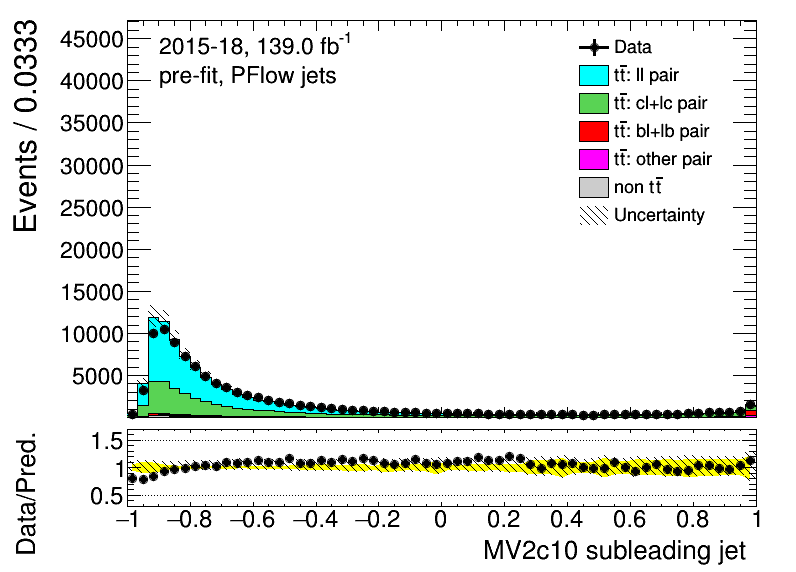 2015-18, 139.0 fb⁻¹
pre-fit, PFlow jets
Data
tt̄: ll pair
tt̄: cl+lc pair
tt̄: bl+lb pair
tt̄: other pair
non tt̄
Uncertainty
Events / 0.0333
45000
40000
35000
30000
25000
20000
15000
10000
5000
Data/Pred.
1.5
1
0.5
−1 −0.8 −0.6 −0.4 −0.2 0 0.2 0.4 0.6 0.8 1
MV2c10 subleading jet